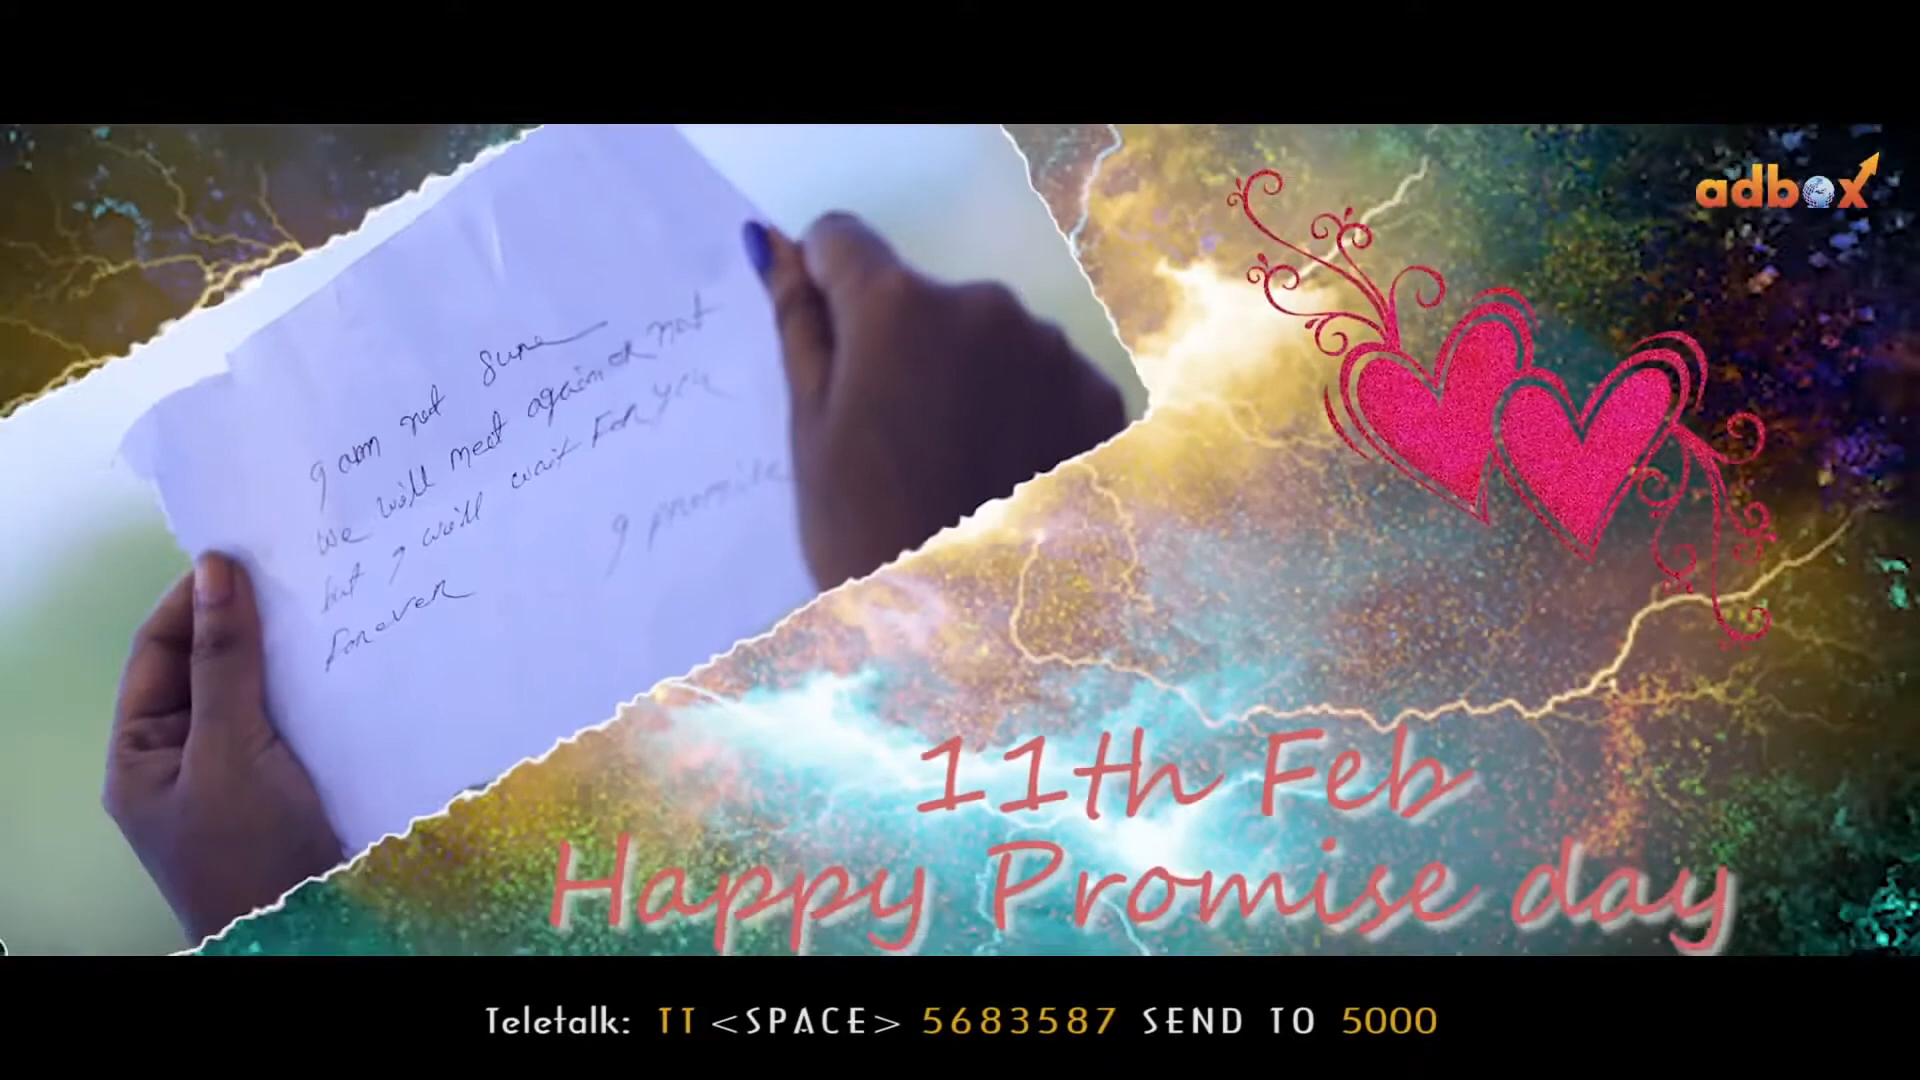 adbox
I am not sure
we will meet again or not
but I will wait For you
Forever
I promise
11th Feb
Happy Promise day
Teletalk: TT <SPACE> 5683587 SEND TO 5000